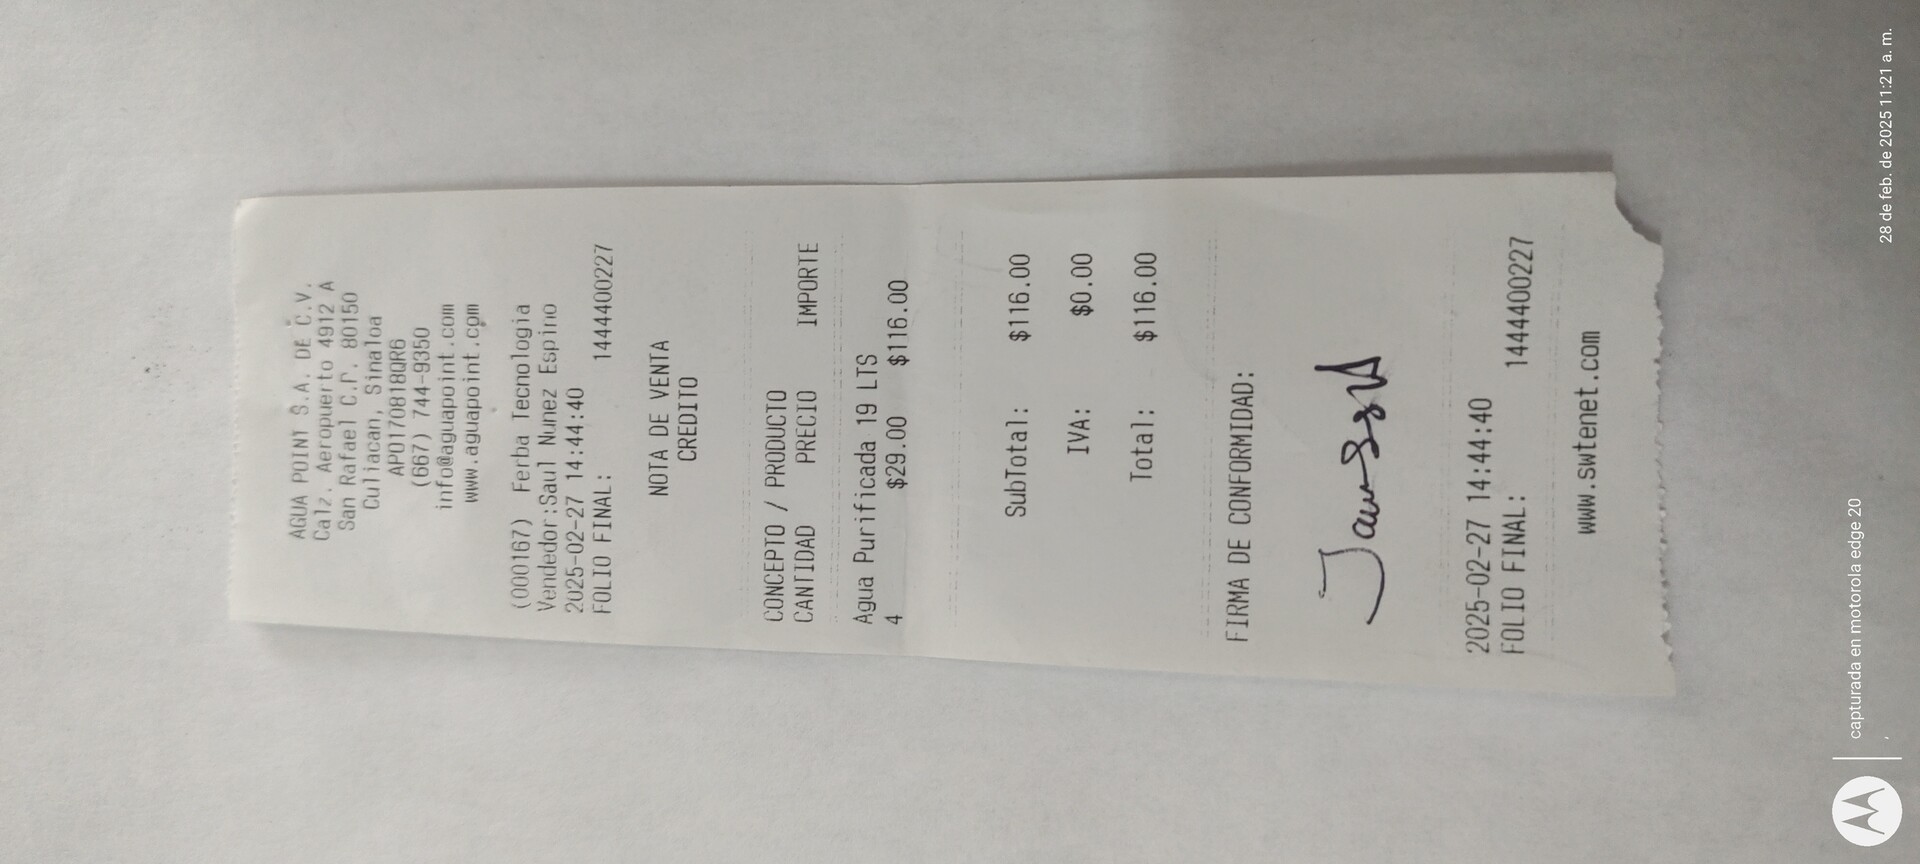 AGUA POINT S.A. DE C.V.
Calz. Aeropuerto 4912 A
San Rafael C.P. 80150
Culiacan, Sinaloa
APO170818QR6
(667) 744-9350
info@aguapoint.com
www.aguapoint.com
(000167) Ferba Tecnologia
Vendedor:Saul Nunez Espino
2025-02-27 14:44:40
FOLIO FINAL: 1444400227
NOTA DE VENTA
CREDITO
CONCEPTO / PRODUCTO
CANTIDAD PRECIO IMPORTE
Agua Purificada 19 LTS
4 $29.00 $116.00
SubTotal: $116.00
IVA: $0.00
Total: $116.00
FIRMA DE CONFORMIDAD:
2025-02-27 14:44:40
FOLIO FINAL: 1444400227
www.swtenet.com
capturada en motorola edge 20
28 de feb. de 2025 11:21 a. m.